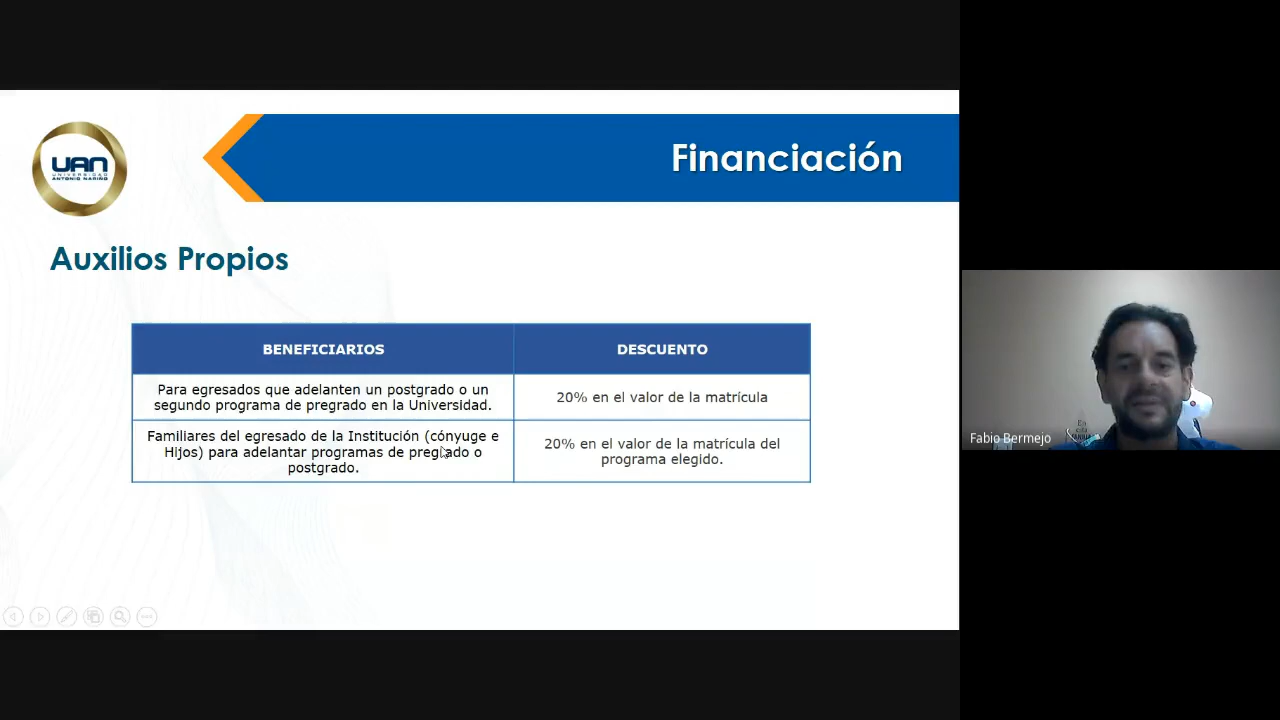 UAN
UNIVERSIDAD
ANTONIO NARIÑO
Financiación
Auxilios Propios
BENEFICIARIOS
DESCUENTO
Para egresados que adelanten un postgrado o un
segundo programa de pregrado en la Universidad.
20% en el valor de la matrícula
Familiares del egresado de la Institución (cónyuge e
Hijos) para adelantar programas de pregrado o
postgrado.
20% en el valor de la matrícula del
programa elegido.
Fabio Bermejo